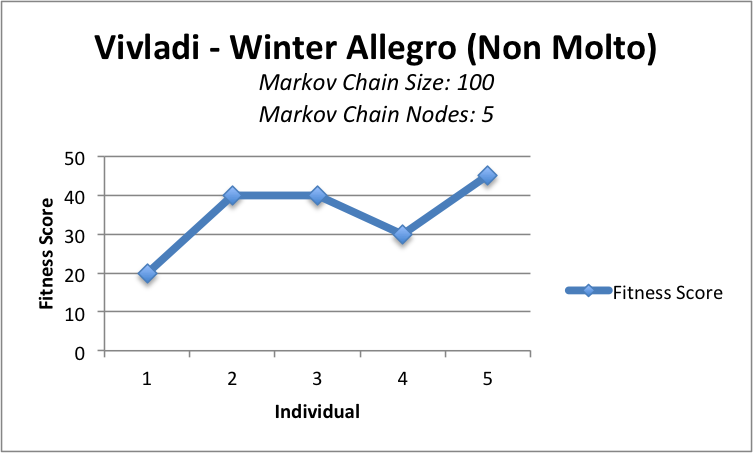 Vivladi - Winter Allegro (Non Molto)
Markov Chain Size: 100
Markov Chain Nodes: 5
50
40
30
20
10
0
Fitness Score
1 2 3 4 5
Individual
Fitness Score